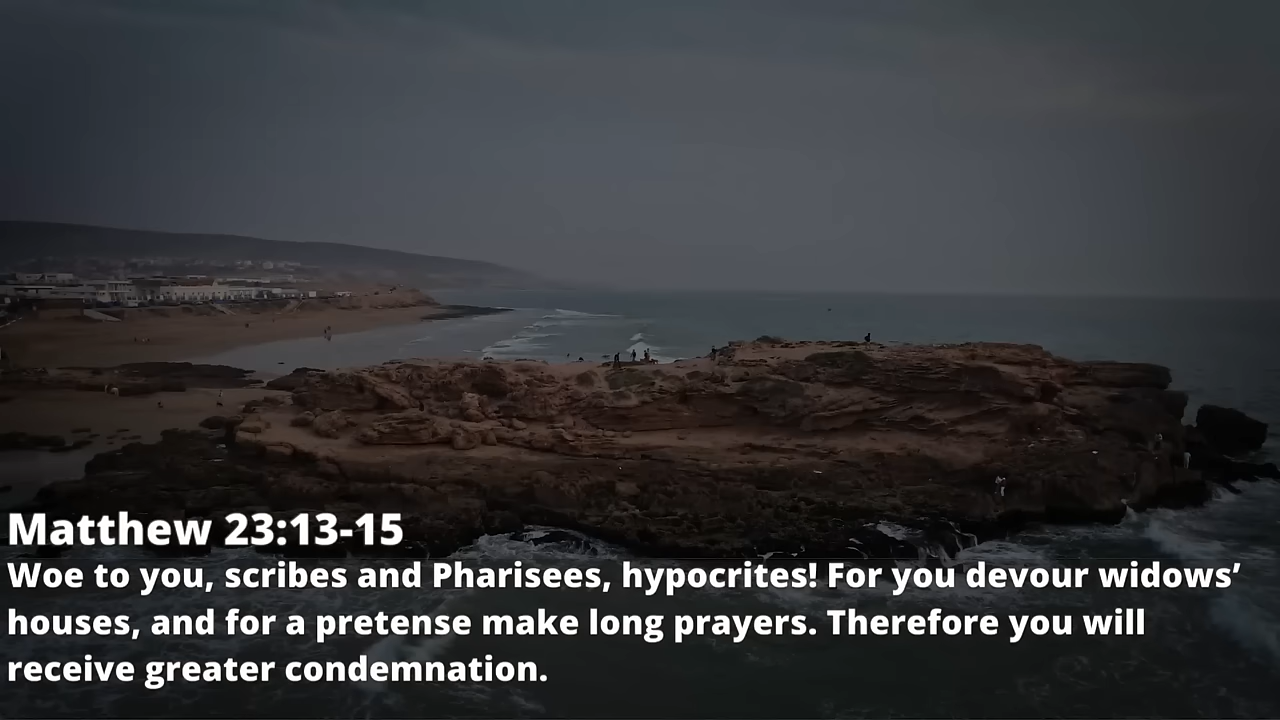 Matthew 23:13-15
Woe to you, scribes and Pharisees, hypocrites! For you devour widows’
houses, and for a pretense make long prayers. Therefore you will
receive greater condemnation.